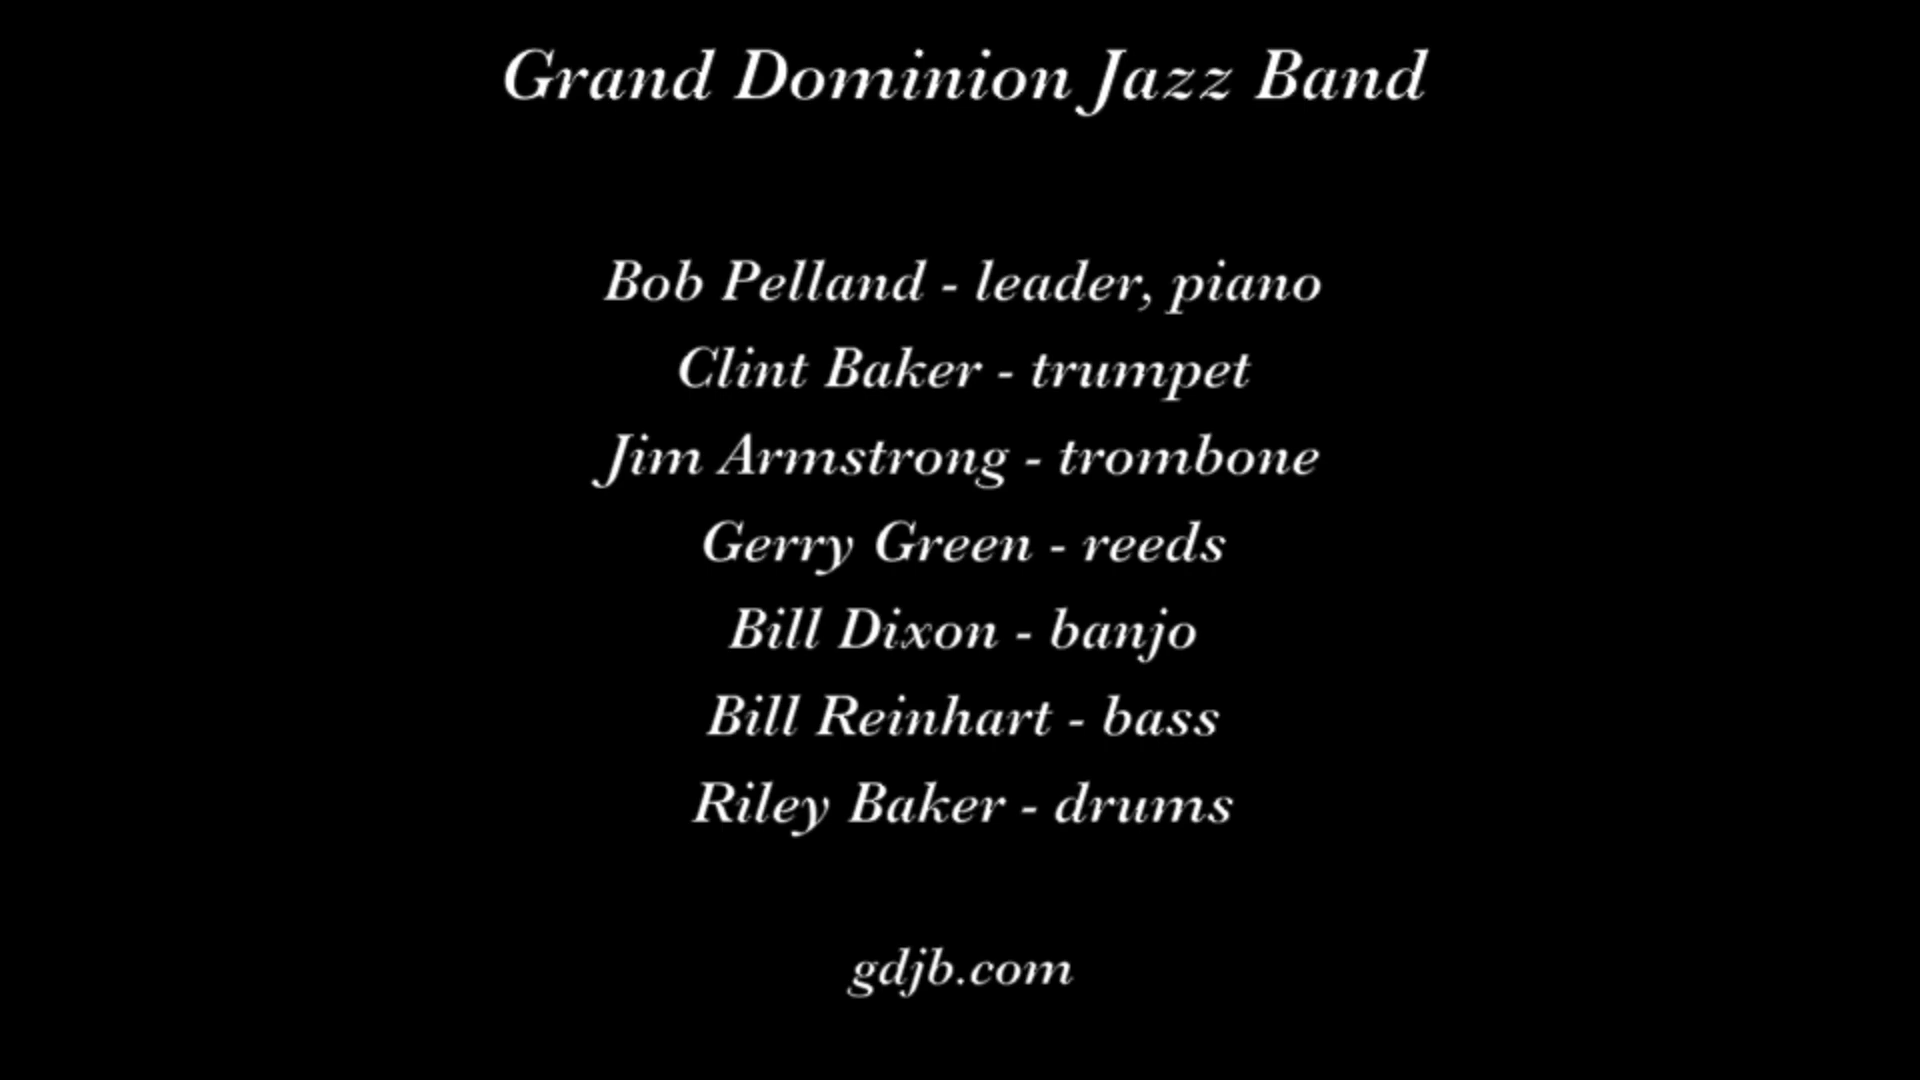 Grand Dominion Jazz Band
Bob Pelland - leader, piano
Clint Baker - trumpet
Jim Armstrong - trombone
Gerry Green - reeds
Bill Dixon - banjo
Bill Reinhart - bass
Riley Baker - drums
gdjb.com